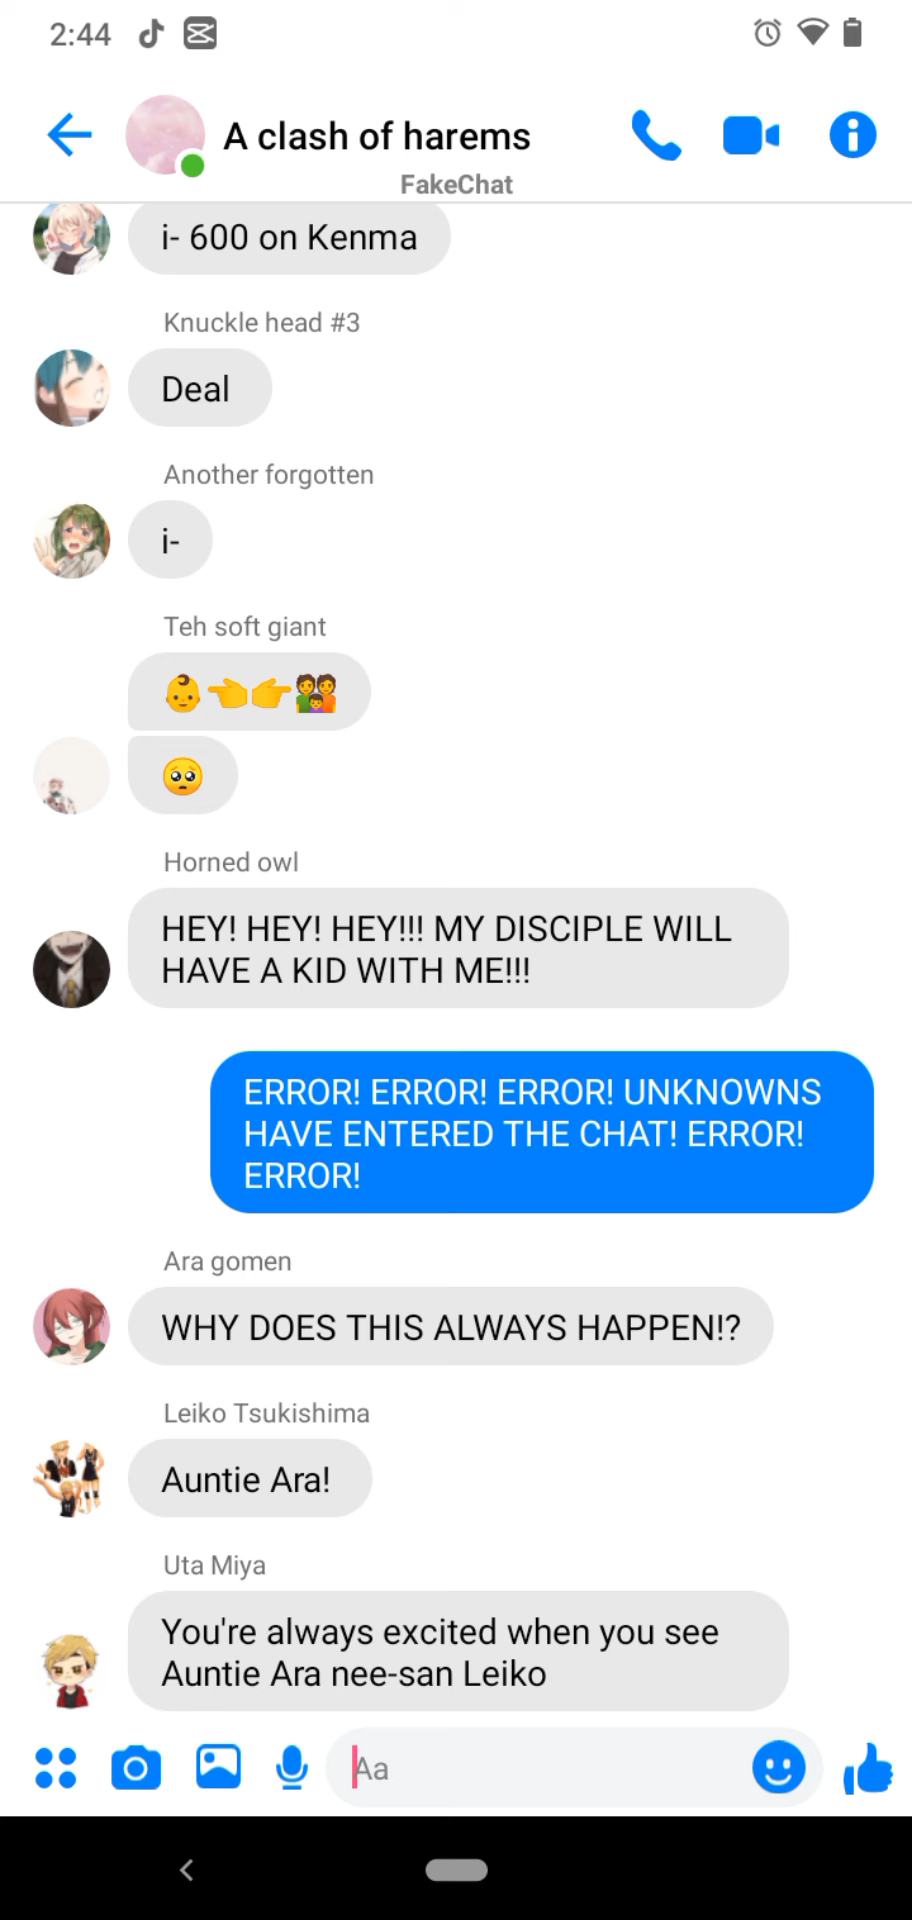 2:44
A clash of harems
FakeChat
i- 600 on Kenma
Knuckle head #3
Deal
Another forgotten
i-
Teh soft giant
👶👈👉👨‍👩‍👦
🥺
Horned owl
HEY! HEY! HEY!!! MY DISCIPLE WILL
HAVE A KID WITH ME!!!
ERROR! ERROR! ERROR! UNKNOWNS
HAVE ENTERED THE CHAT! ERROR!
ERROR!
Ara gomen
WHY DOES THIS ALWAYS HAPPEN!?
Leiko Tsukishima
Auntie Ara!
Uta Miya
You're always excited when you see
Auntie Ara nee-san Leiko
Aa